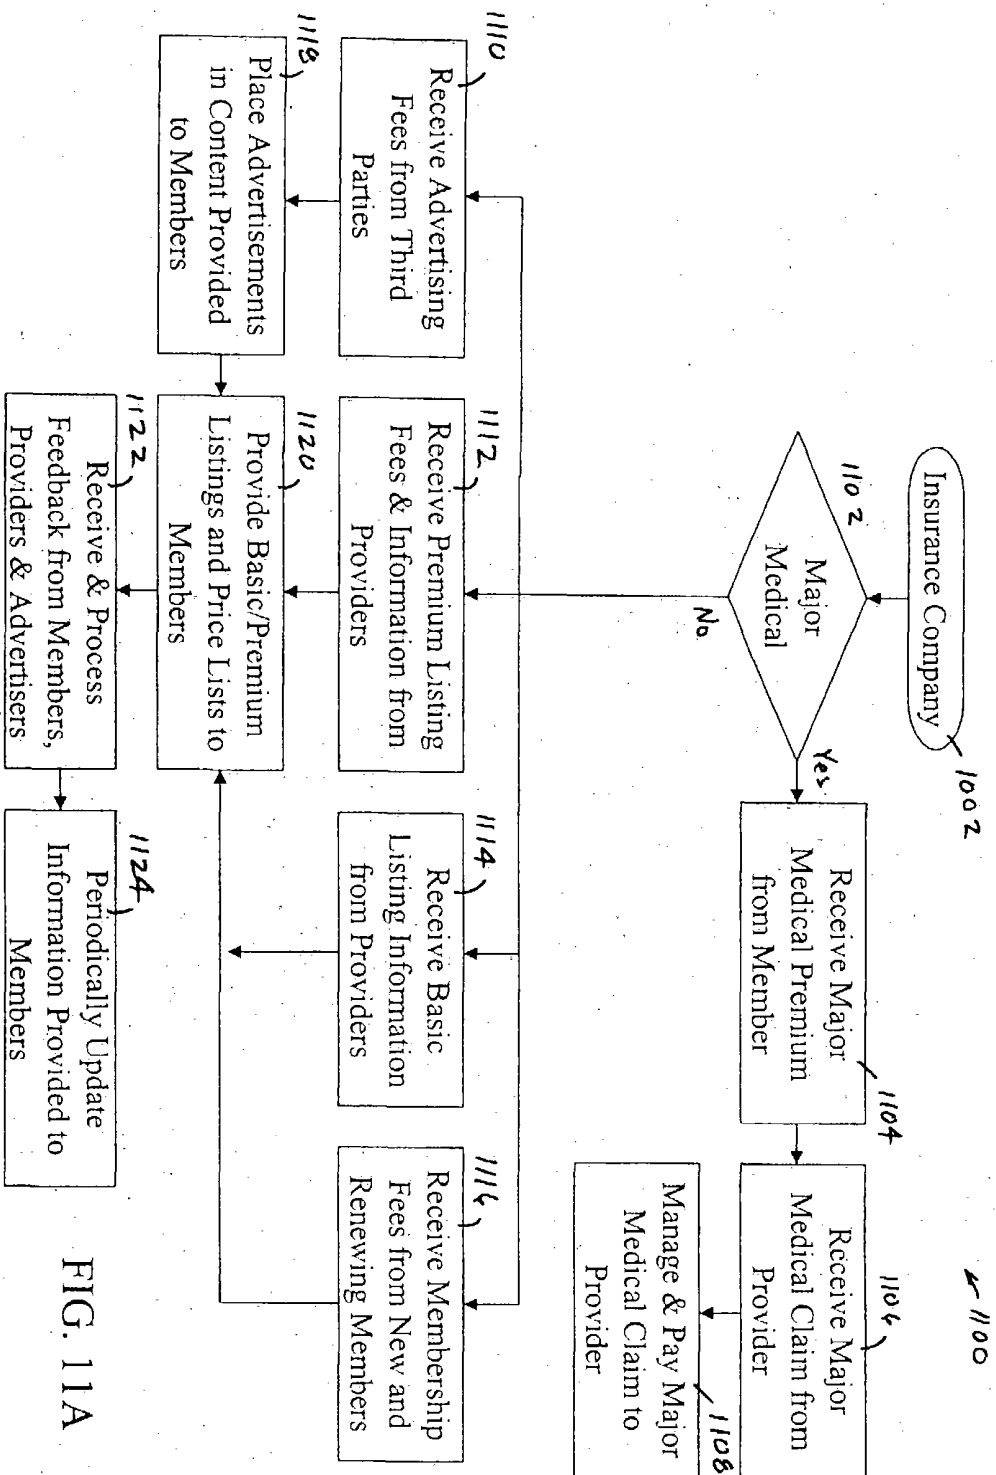 1100
Insurance Company
1002
1102
Major
Medical
Yes
No
Receive Major
Medical Premium
from Member
1104
Receive Major
Medical Claim from
Provider
1106
Manage & Pay Major
Medical Claim to
Provider
1108
1110
Receive Advertising
Fees from Third
Parties
1112
Receive Premium Listing
Fees & Information from
Providers
1114
Receive Basic
Listing Information
from Providers
1116
Receive Membership
Fees from New and
Renewing Members
1118
Place Advertisements
in Content Provided
to Members
1120
Provide Basic/Premium
Listings and Price Lists to
Members
1122
Receive & Process
Feedback from Members,
Providers & Advertisers
1124
Periodically Update
Information Provided to
Members
FIG. 11A